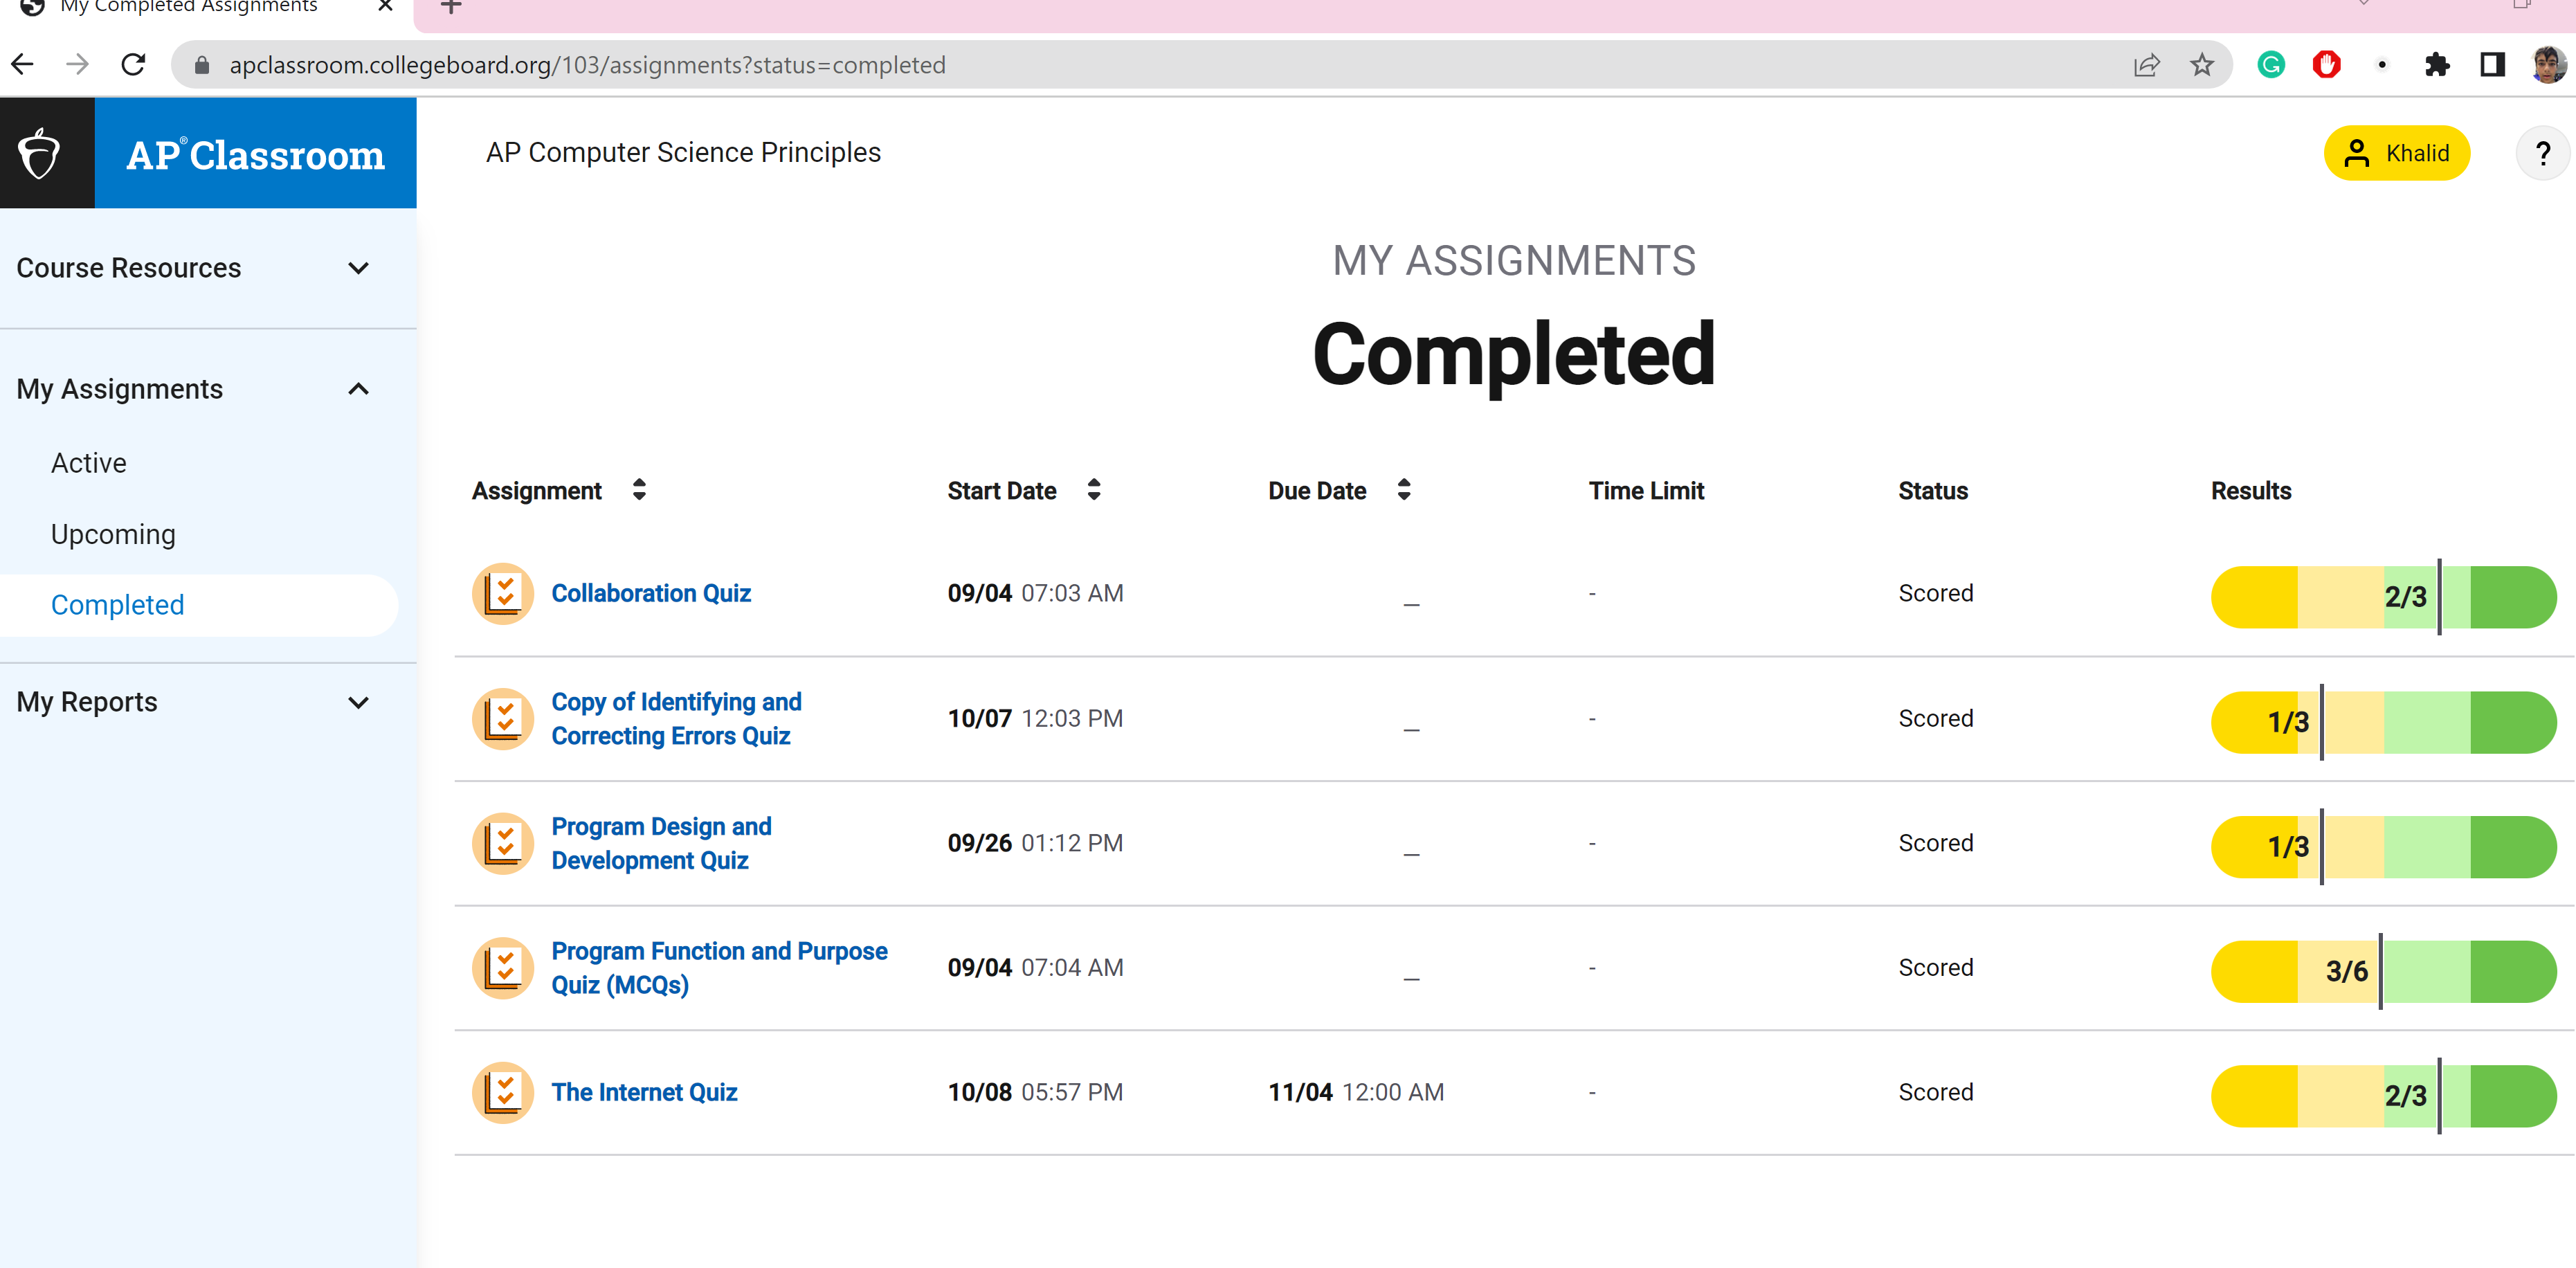 My Completed Assignments
apclassroom.collegeboard.org/103/assignments?status=completed
AP® Classroom
AP Computer Science Principles
Khalid
?
Course Resources
My Assignments
Active
Upcoming
Completed
My Reports
MY ASSIGNMENTS
Completed
Assignment Start Date Due Date Time Limit Status Results
Collaboration Quiz 09/04 07:03 AM _ - Scored 2/3
Copy of Identifying and
Correcting Errors Quiz 10/07 12:03 PM _ - Scored 1/3
Program Design and
Development Quiz 09/26 01:12 PM _ - Scored 1/3
Program Function and Purpose
Quiz (MCQs) 09/04 07:04 AM _ - Scored 3/6
The Internet Quiz 10/08 05:57 PM 11/04 12:00 AM - Scored 2/3